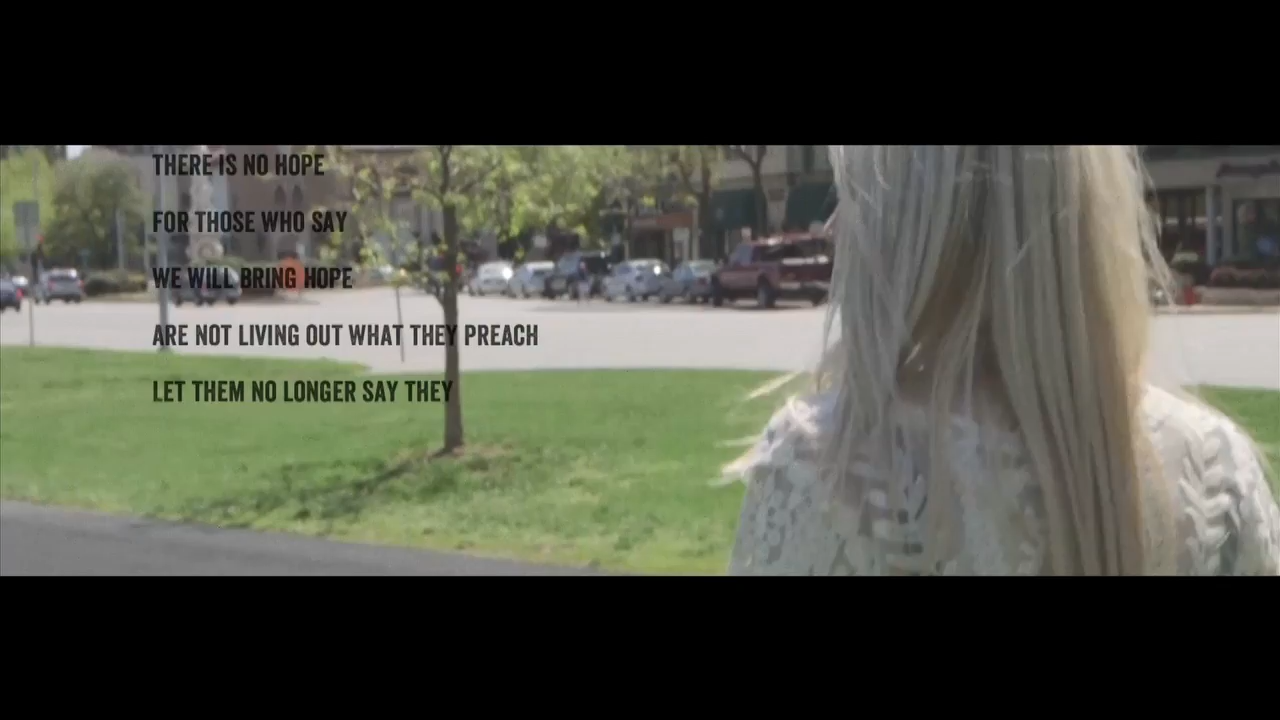 THERE IS NO HOPE
FOR THOSE WHO SAY
WE WILL BRING HOPE
ARE NOT LIVING OUT WHAT THEY PREACH
LET THEM NO LONGER SAY THEY